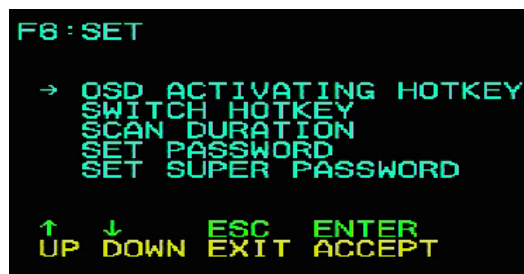 F6:SET
→ OSD ACTIVATING HOTKEY
SWITCH HOTKEY
SCAN DURATION
SET PASSWORD
SET SUPER PASSWORD
↑ ↓ ESC ENTER
UP DOWN EXIT ACCEPT